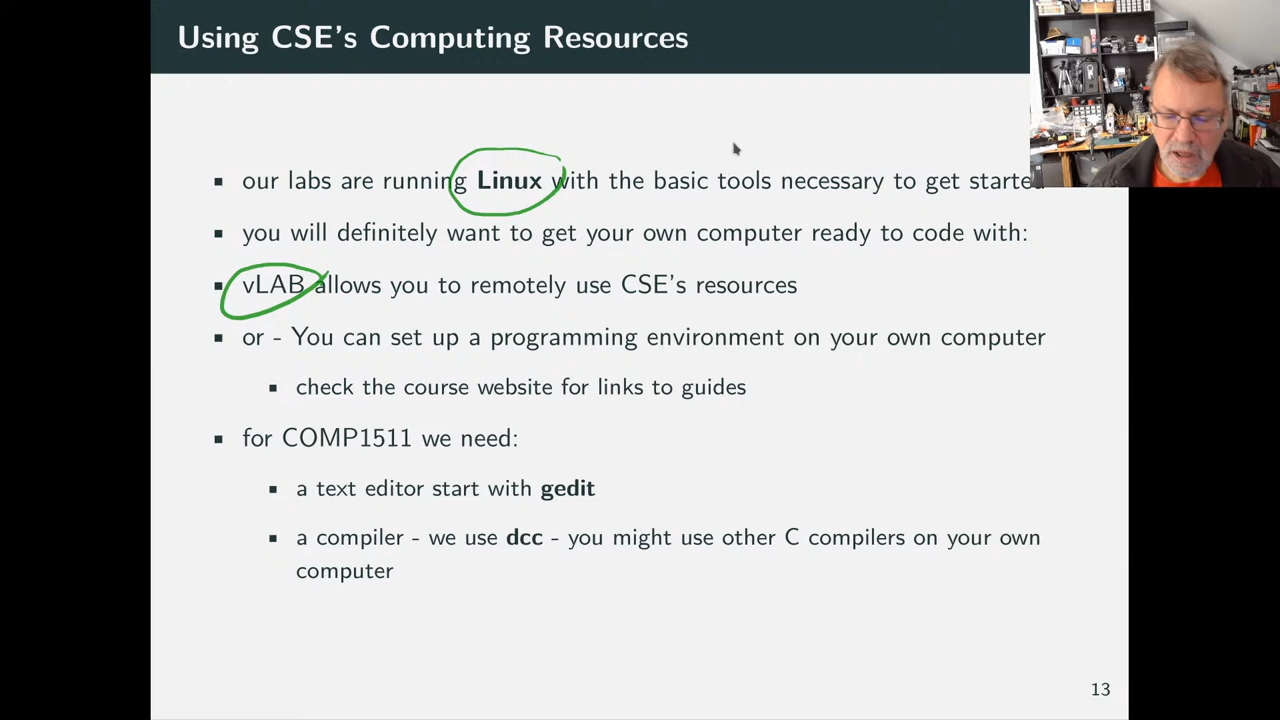 Using CSE's Computing Resources
▪ our labs are running Linux with the basic tools necessary to get started
▪ you will definitely want to get your own computer ready to code with:
▪ vLAB allows you to remotely use CSE's resources
▪ or - You can set up a programming environment on your own computer
▪ check the course website for links to guides
▪ for COMP1511 we need:
▪ a text editor start with gedit
▪ a compiler - we use dcc - you might use other C compilers on your own
computer
13